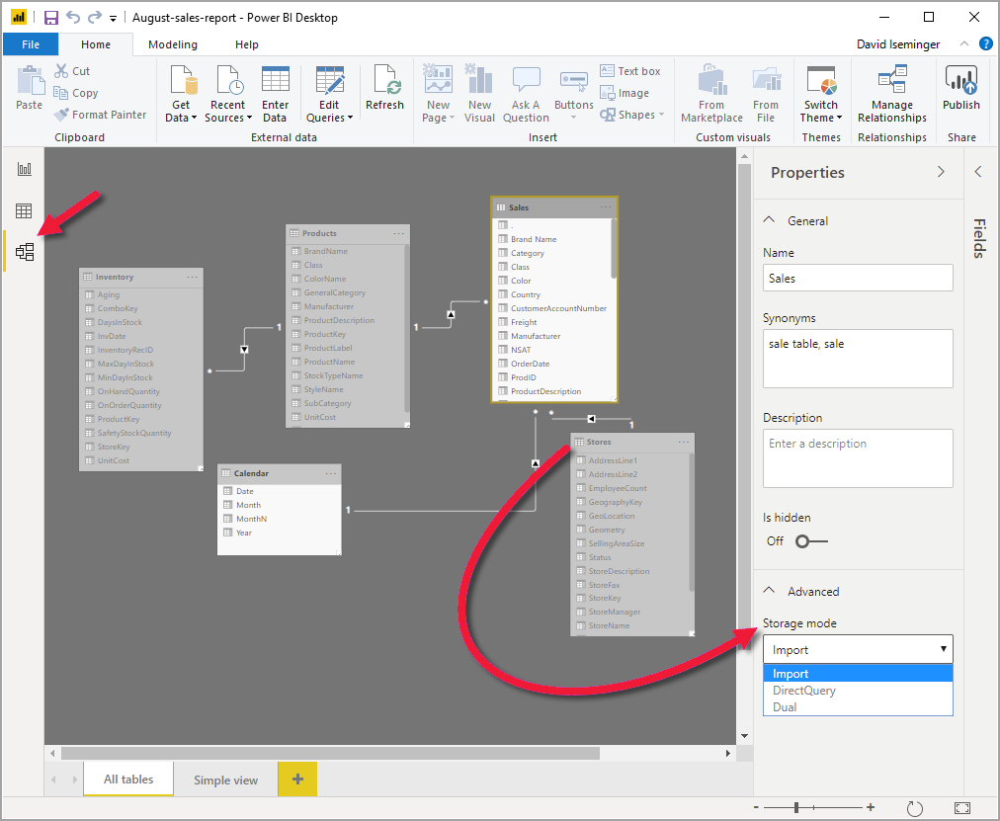 August-sales-report - Power BI Desktop
File
Home
Modeling
Help
David Iseminger
?
Paste
Cut
Copy
Format Painter
Clipboard
Get
Data
Recent
Sources
Enter
Data
Edit
Queries
Refresh
External data
New
Page
New
Visual
Ask A
Question
Buttons
Text box
Image
Shapes
Insert
From
Marketplace
From
File
Custom visuals
Switch
Theme
Themes
Manage
Relationships
Relationships
Publish
Share
Inventory
Aging
ComboKey
DaysInStock
InvDate
InventoryRecID
MaxDayInStock
MinDayInStock
OnHandQuantity
OnOrderQuantity
ProductKey
SafetyStockQuantity
StoreKey
UnitCost
1
Products
BrandName
Class
ColorName
GeneralCategory
Manufacturer
ProductDescription
ProductKey
ProductLabel
ProductName
StockTypeName
StyleName
SubCategory
UnitCost
1
Sales
.
Brand Name
Category
Class
Color
Country
CustomerAccountNumber
Freight
Manufacturer
NSAT
OrderDate
ProdID
ProductDescription
1
Calendar
Date
Month
MonthN
Year
1
Stores
AddressLine1
AddressLine2
EmployeeCount
GeographyKey
GeoLocation
Geometry
SellingAreaSize
Status
StoreDescription
StoreFax
StoreKey
StoreManager
StoreName
Properties
General
Name
Sales
Synonyms
sale table, sale
Description
Enter a description
Is hidden
Off
Advanced
Storage mode
Import
Import
DirectQuery
Dual
Fields
All tables
Simple view
+
- +